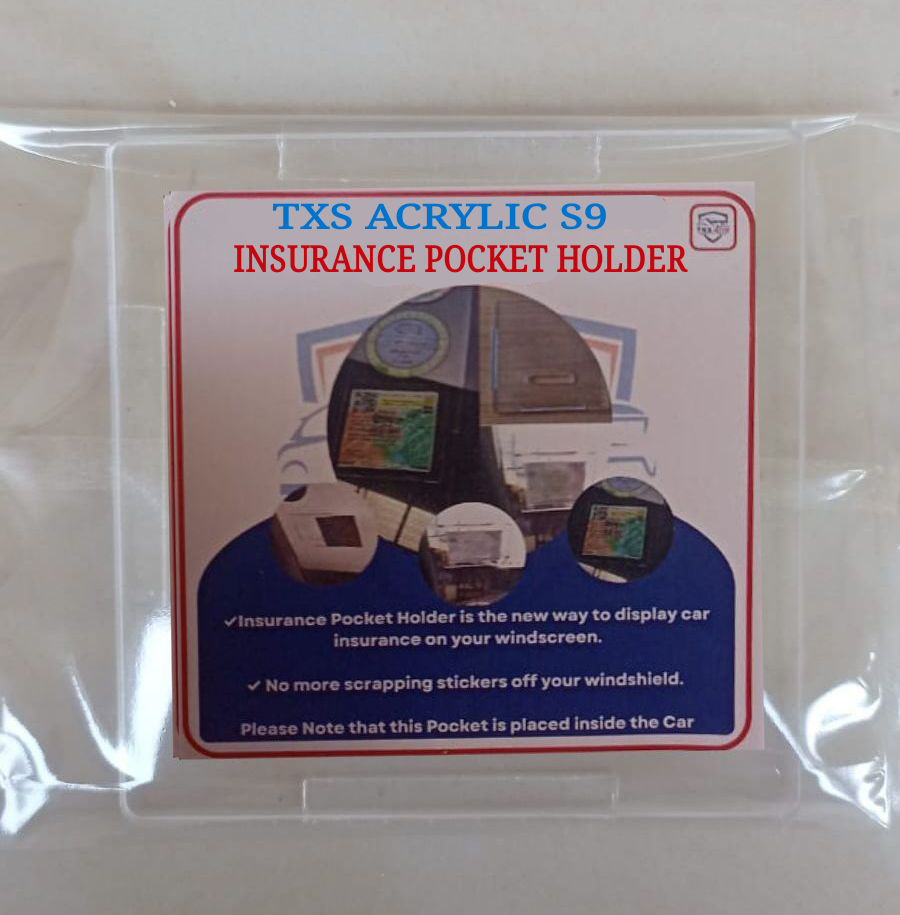 TXS ACRYLIC S9
INSURANCE POCKET HOLDER
✓Insurance Pocket Holder is the new way to display car
insurance on your windscreen.
✓ No more scrapping stickers off your windshield.
Please Note that this Pocket is placed inside the Car